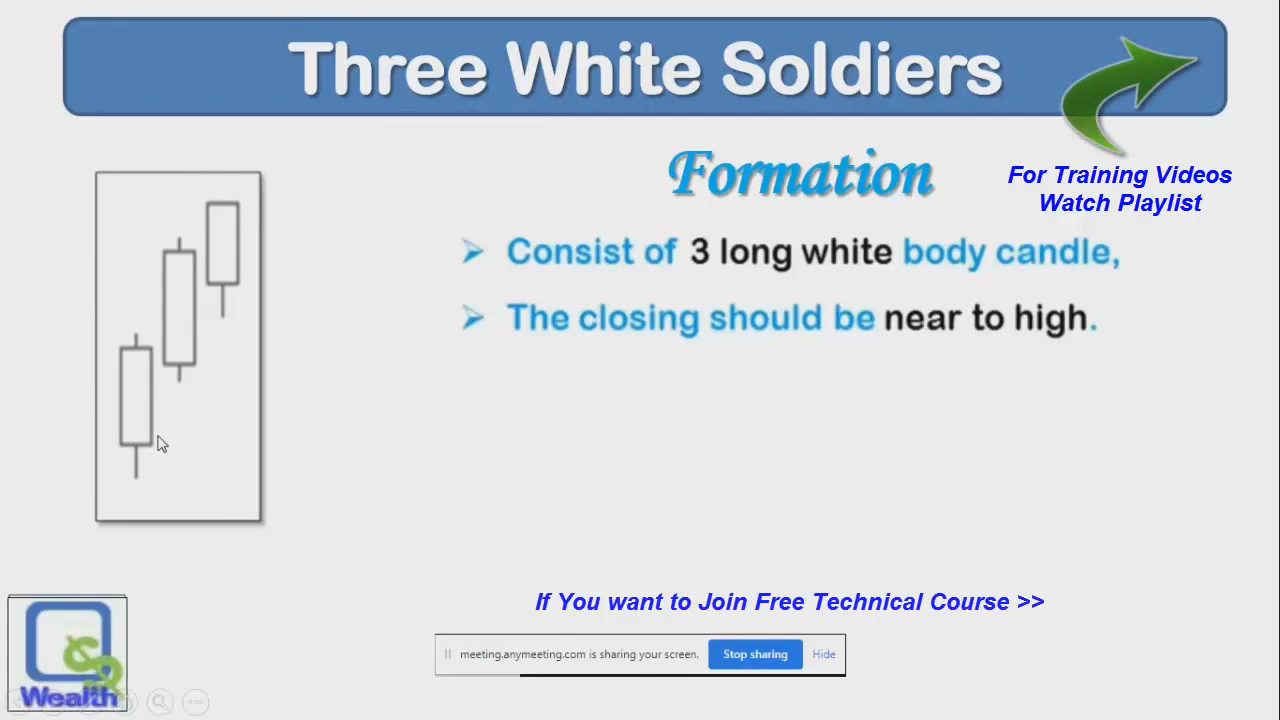 Three White Soldiers
Formation
For Training Videos
Watch Playlist
Consist of 3 long white body candle,
The closing should be near to high.
If You want to Join Free Technical Course >>
meeting.anymeeting.com is sharing your screen. Stop sharing Hide
Wealth